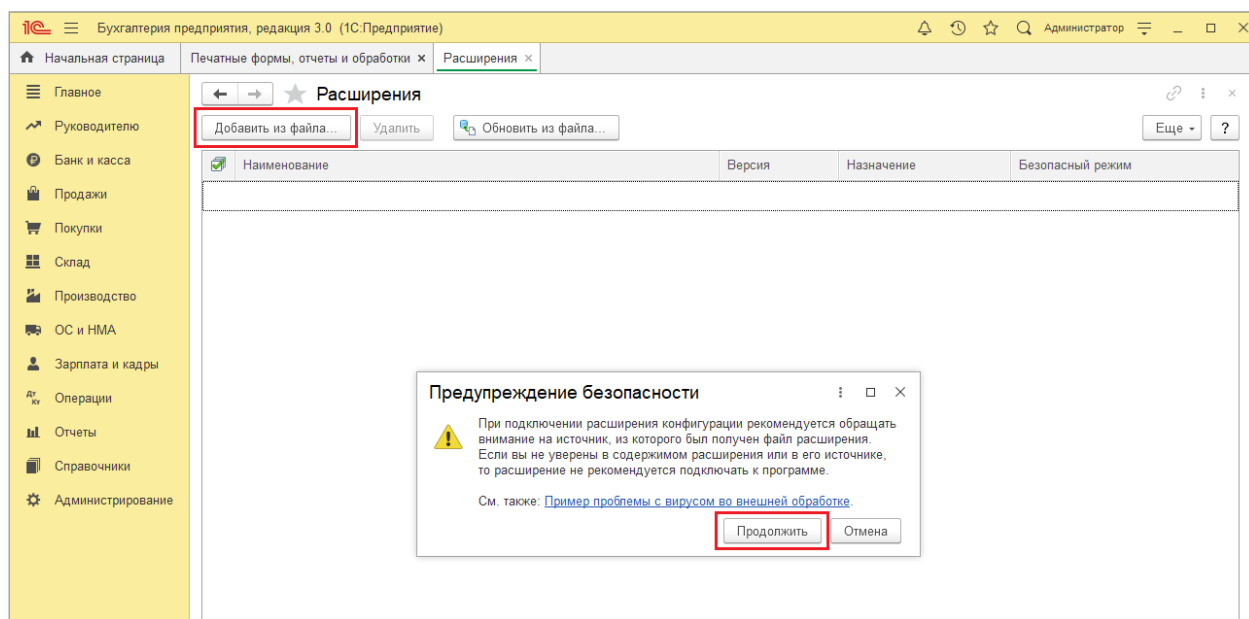 1С Бухгалтерия предприятия, редакция 3.0 (1С:Предприятие) Администратор
Начальная страница Печатные формы, отчеты и обработки × Расширения ×
Главное
Руководителю
Банк и касса
Продажи
Покупки
Склад
Производство
ОС и НМА
Зарплата и кадры
Дт Кт Операции
Отчеты
Справочники
Администрирование
Расширения
Добавить из файла... Удалить Обновить из файла... Еще ?
Наименование Версия Назначение Безопасный режим
Предупреждение безопасности
При подключении расширения конфигурации рекомендуется обращать
внимание на источник, из которого был получен файл расширения.
Если вы не уверены в содержимом расширения или в его источнике,
то расширение не рекомендуется подключать к программе.
См. также: Пример проблемы с вирусом во внешней обработке.
Продолжить Отмена